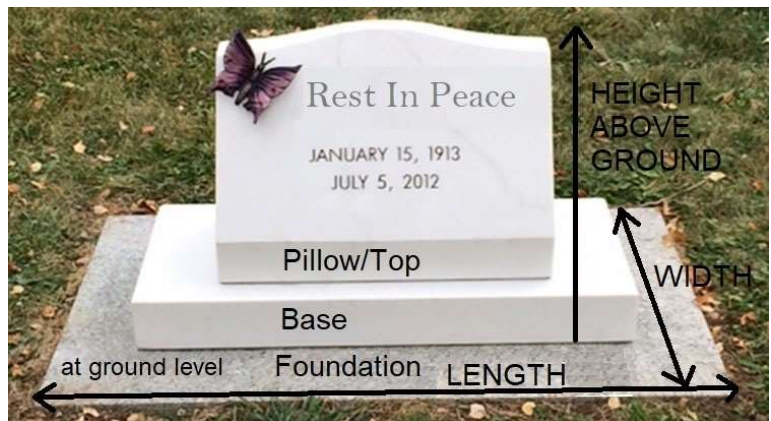 Rest In Peace
JANUARY 15, 1913
JULY 5, 2012
HEIGHT
ABOVE
GROUND
Pillow/Top
WIDTH
Base
at ground level
Foundation
LENGTH